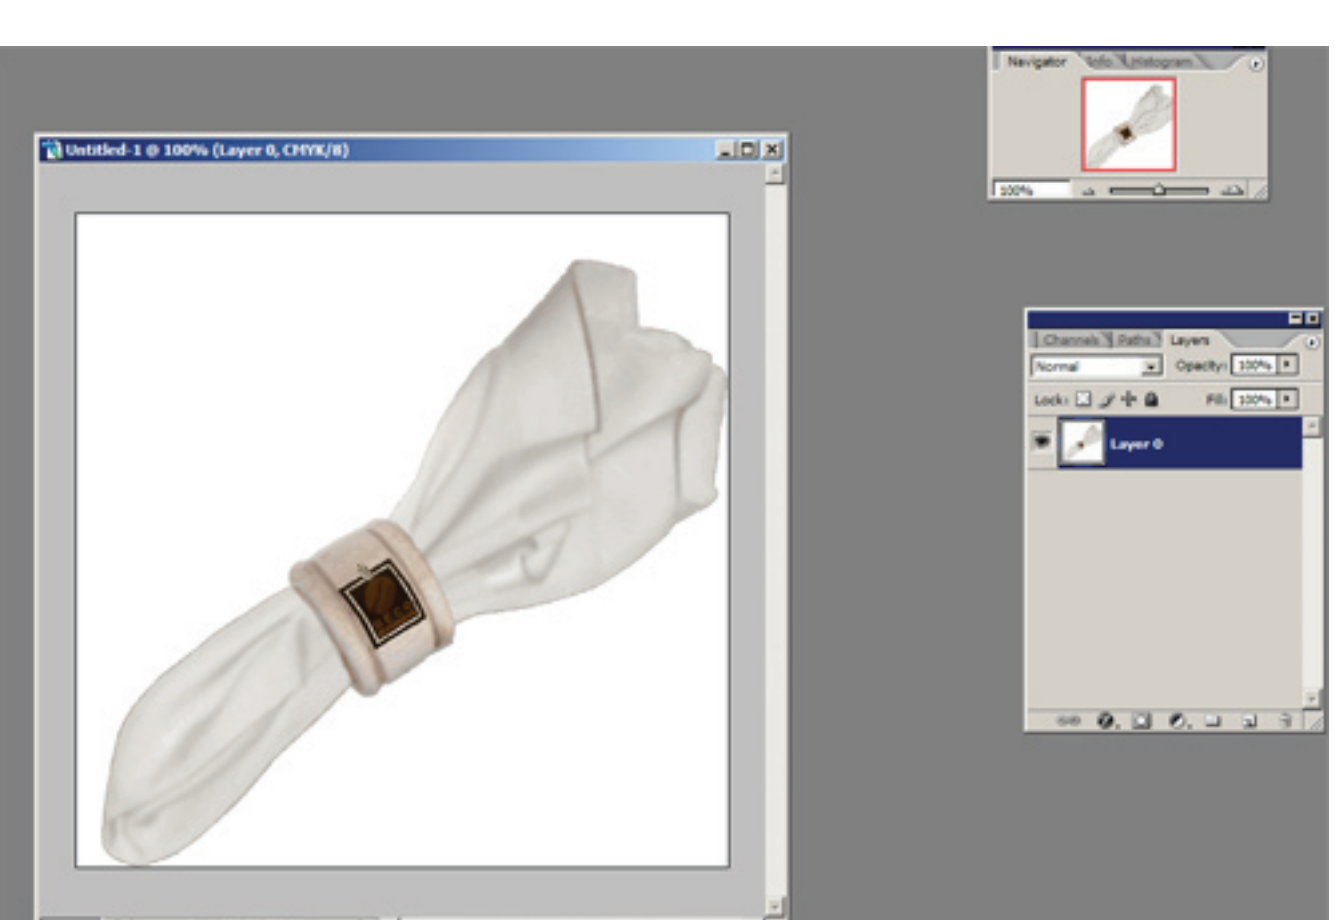 Navigator Info Histogram
100%
Untitled-1 @ 100% (Layer 0, CMYK/8)
Channels Paths Layers
Normal Opacity: 100%
Lock: Fill: 100%
Layer 0